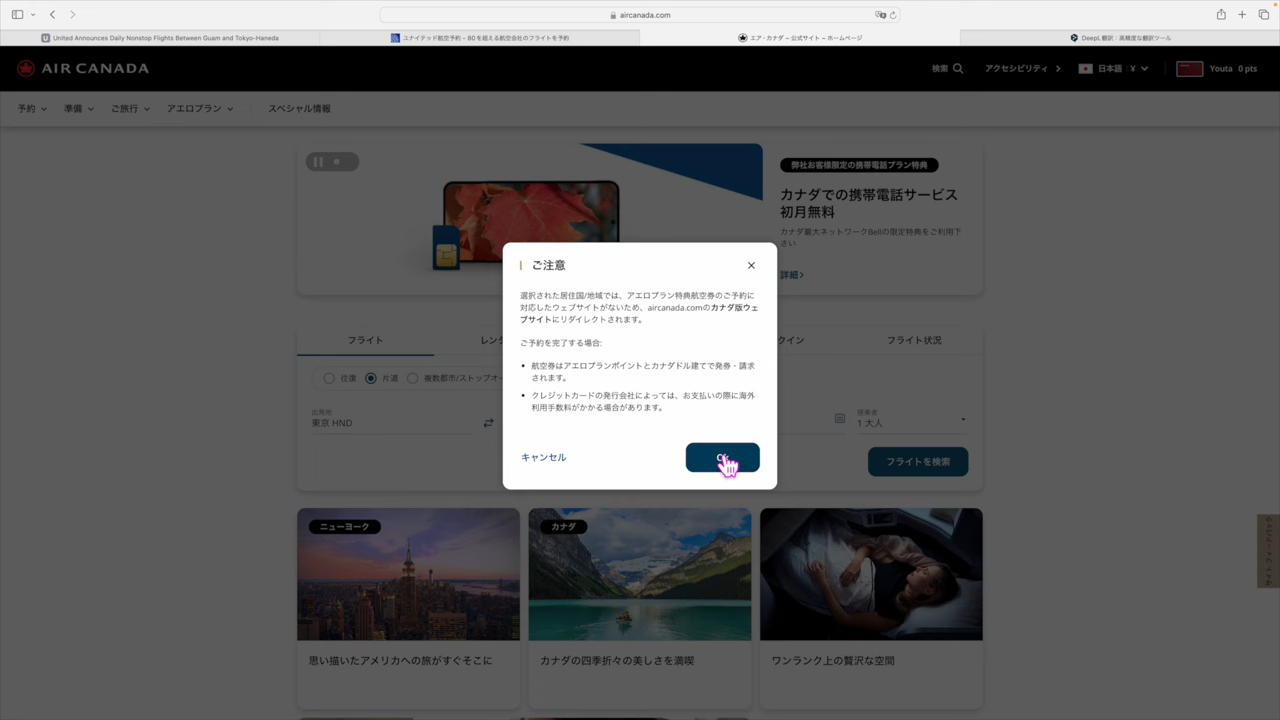 aircanada.com
United Announces Daily Nonstop Flights Between Guam and Tokyo-Haneda
ユナイテッド航空予約 – 80を超える航空会社のフライトを予約
エア・カナダ – 公式サイト – ホームページ
DeepL翻訳：高精度な翻訳ツール
AIR CANADA
検索
アクセシビリティ
日本語 | ¥
Youta 0 pts
予約
準備
ご旅行
アエロプラン
スペシャル情報
弊社お客様限定の携帯電話プラン特典
カナダでの携帯電話サービス
初月無料
カナダ最大ネットワークBellの限定特典をご利用下
さい
詳細
ご注意
選択された居住国/地域では、アエロプラン特典航空券のご予約に
対応したウェブサイトがないため、aircanada.comのカナダ版ウェ
ブサイトにリダイレクトされます。
ご予約を完了する場合:
航空券はアエロプランポイントとカナダドル建てで発券・請求
されます。
クレジットカードの発行会社によっては、お支払いの際に海外
利用手数料がかかる場合があります。
キャンセル
フライト
レン
クイン
フライト状況
往復
片道
複数都市/ストップオー
出発地
東京 HND
搭乗者
1 大人
フライトを検索
ニューヨーク
カナダ
思い描いたアメリカへの旅がすぐそこに
カナダの四季折々の美しさを満喫
ワンランク上の贅沢な空間